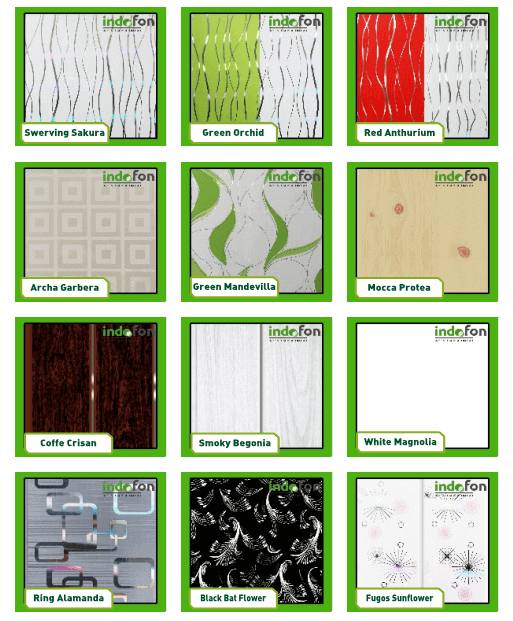 indofon
Swerving Sakura
indofon
Green Orchid
indofon
Red Anthurium
indofon
Archa Garbera
indofon
Green Mandevilla
indofon
Mocca Protea
indofon
Coffe Crisan
indofon
Smoky Begonia
indofon
White Magnolia
indofon
Ring Alamanda
indofon
Black Bat Flower
indofon
Fugos Sunflower